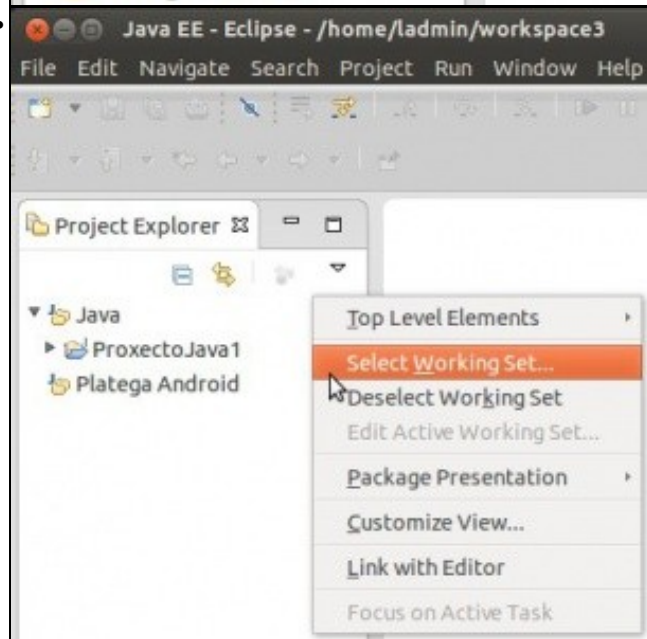 Java EE - Eclipse - /home/ladmin/workspace3
File Edit Navigate Search Project Run Window Help
Project Explorer
Java
ProxectoJava1
Platega Android
Top Level Elements
Select Working Set...
Deselect Working Set
Edit Active Working Set...
Package Presentation
Customize View...
Link with Editor
Focus on Active Task